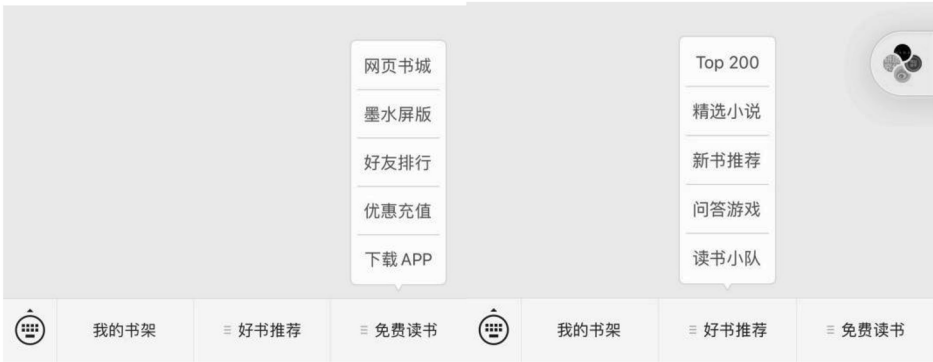 网页书城
墨水屏版
好友排行
优惠充值
下载 APP
我的书架
好书推荐
免费读书
Top 200
精选小说
新书推荐
问答游戏
读书小队
我的书架
好书推荐
免费读书